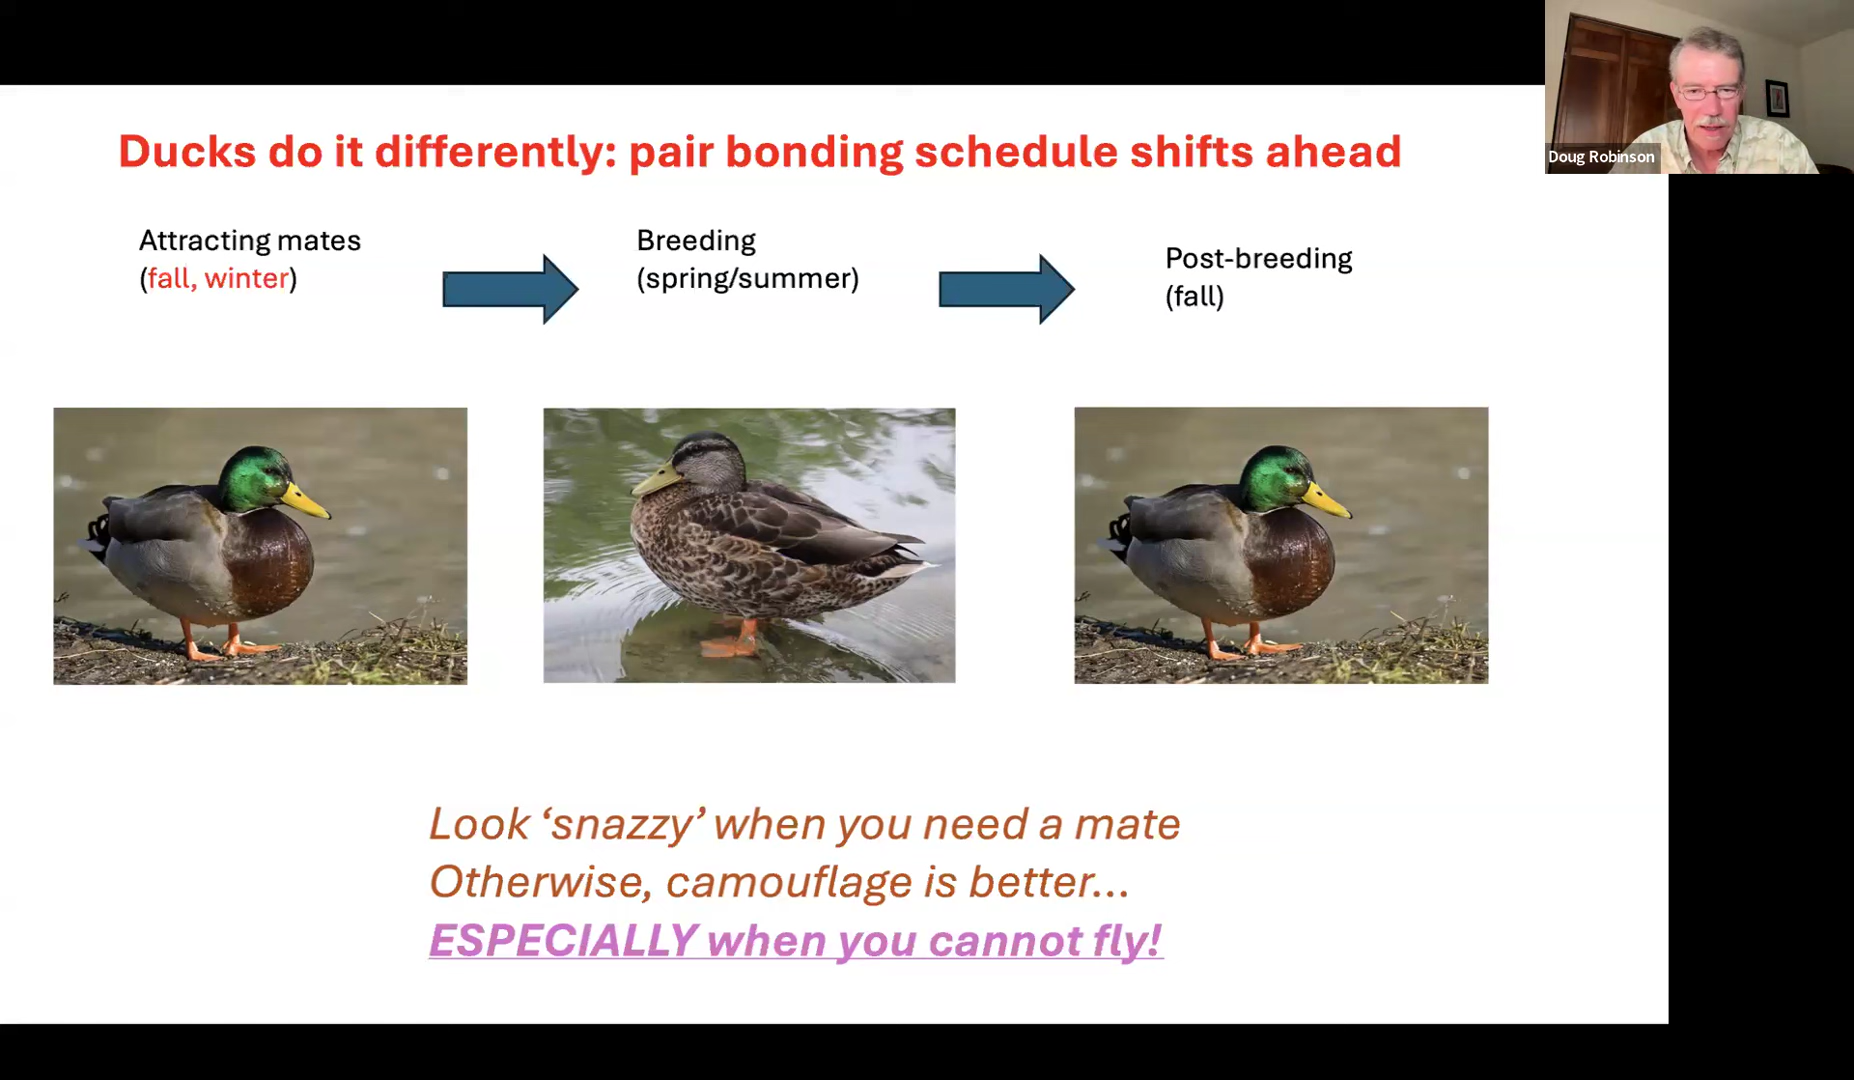 Doug Robinson
Ducks do it differently: pair bonding schedule shifts ahead
Attracting mates
(fall, winter)
Breeding
(spring/summer)
Post-breeding
(fall)
Look ‘snazzy’ when you need a mate
Otherwise, camouflage is better...
ESPECIALLY when you cannot fly!